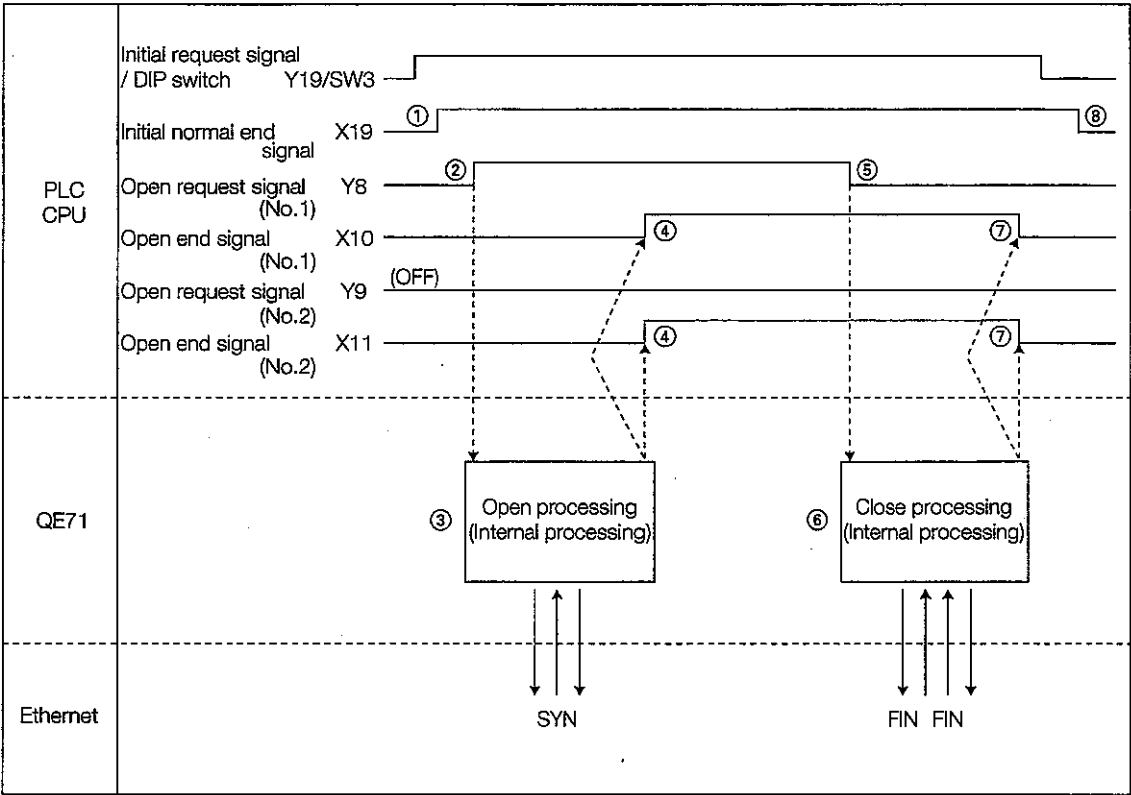 Initial request signal
/ DIP switch Y19/SW3
① ⑧
Initial normal end X19
signal
② ⑤
PLC
CPU
Open request signal Y8
(No.1)
④ ⑦
Open end signal X10
(No.1)
(OFF)
Open request signal Y9
(No.2)
④ ⑦
Open end signal X11
(No.2)
QE71
③ Open processing
(Internal processing)
⑥ Close processing
(Internal processing)
Ethernet
SYN
FIN FIN